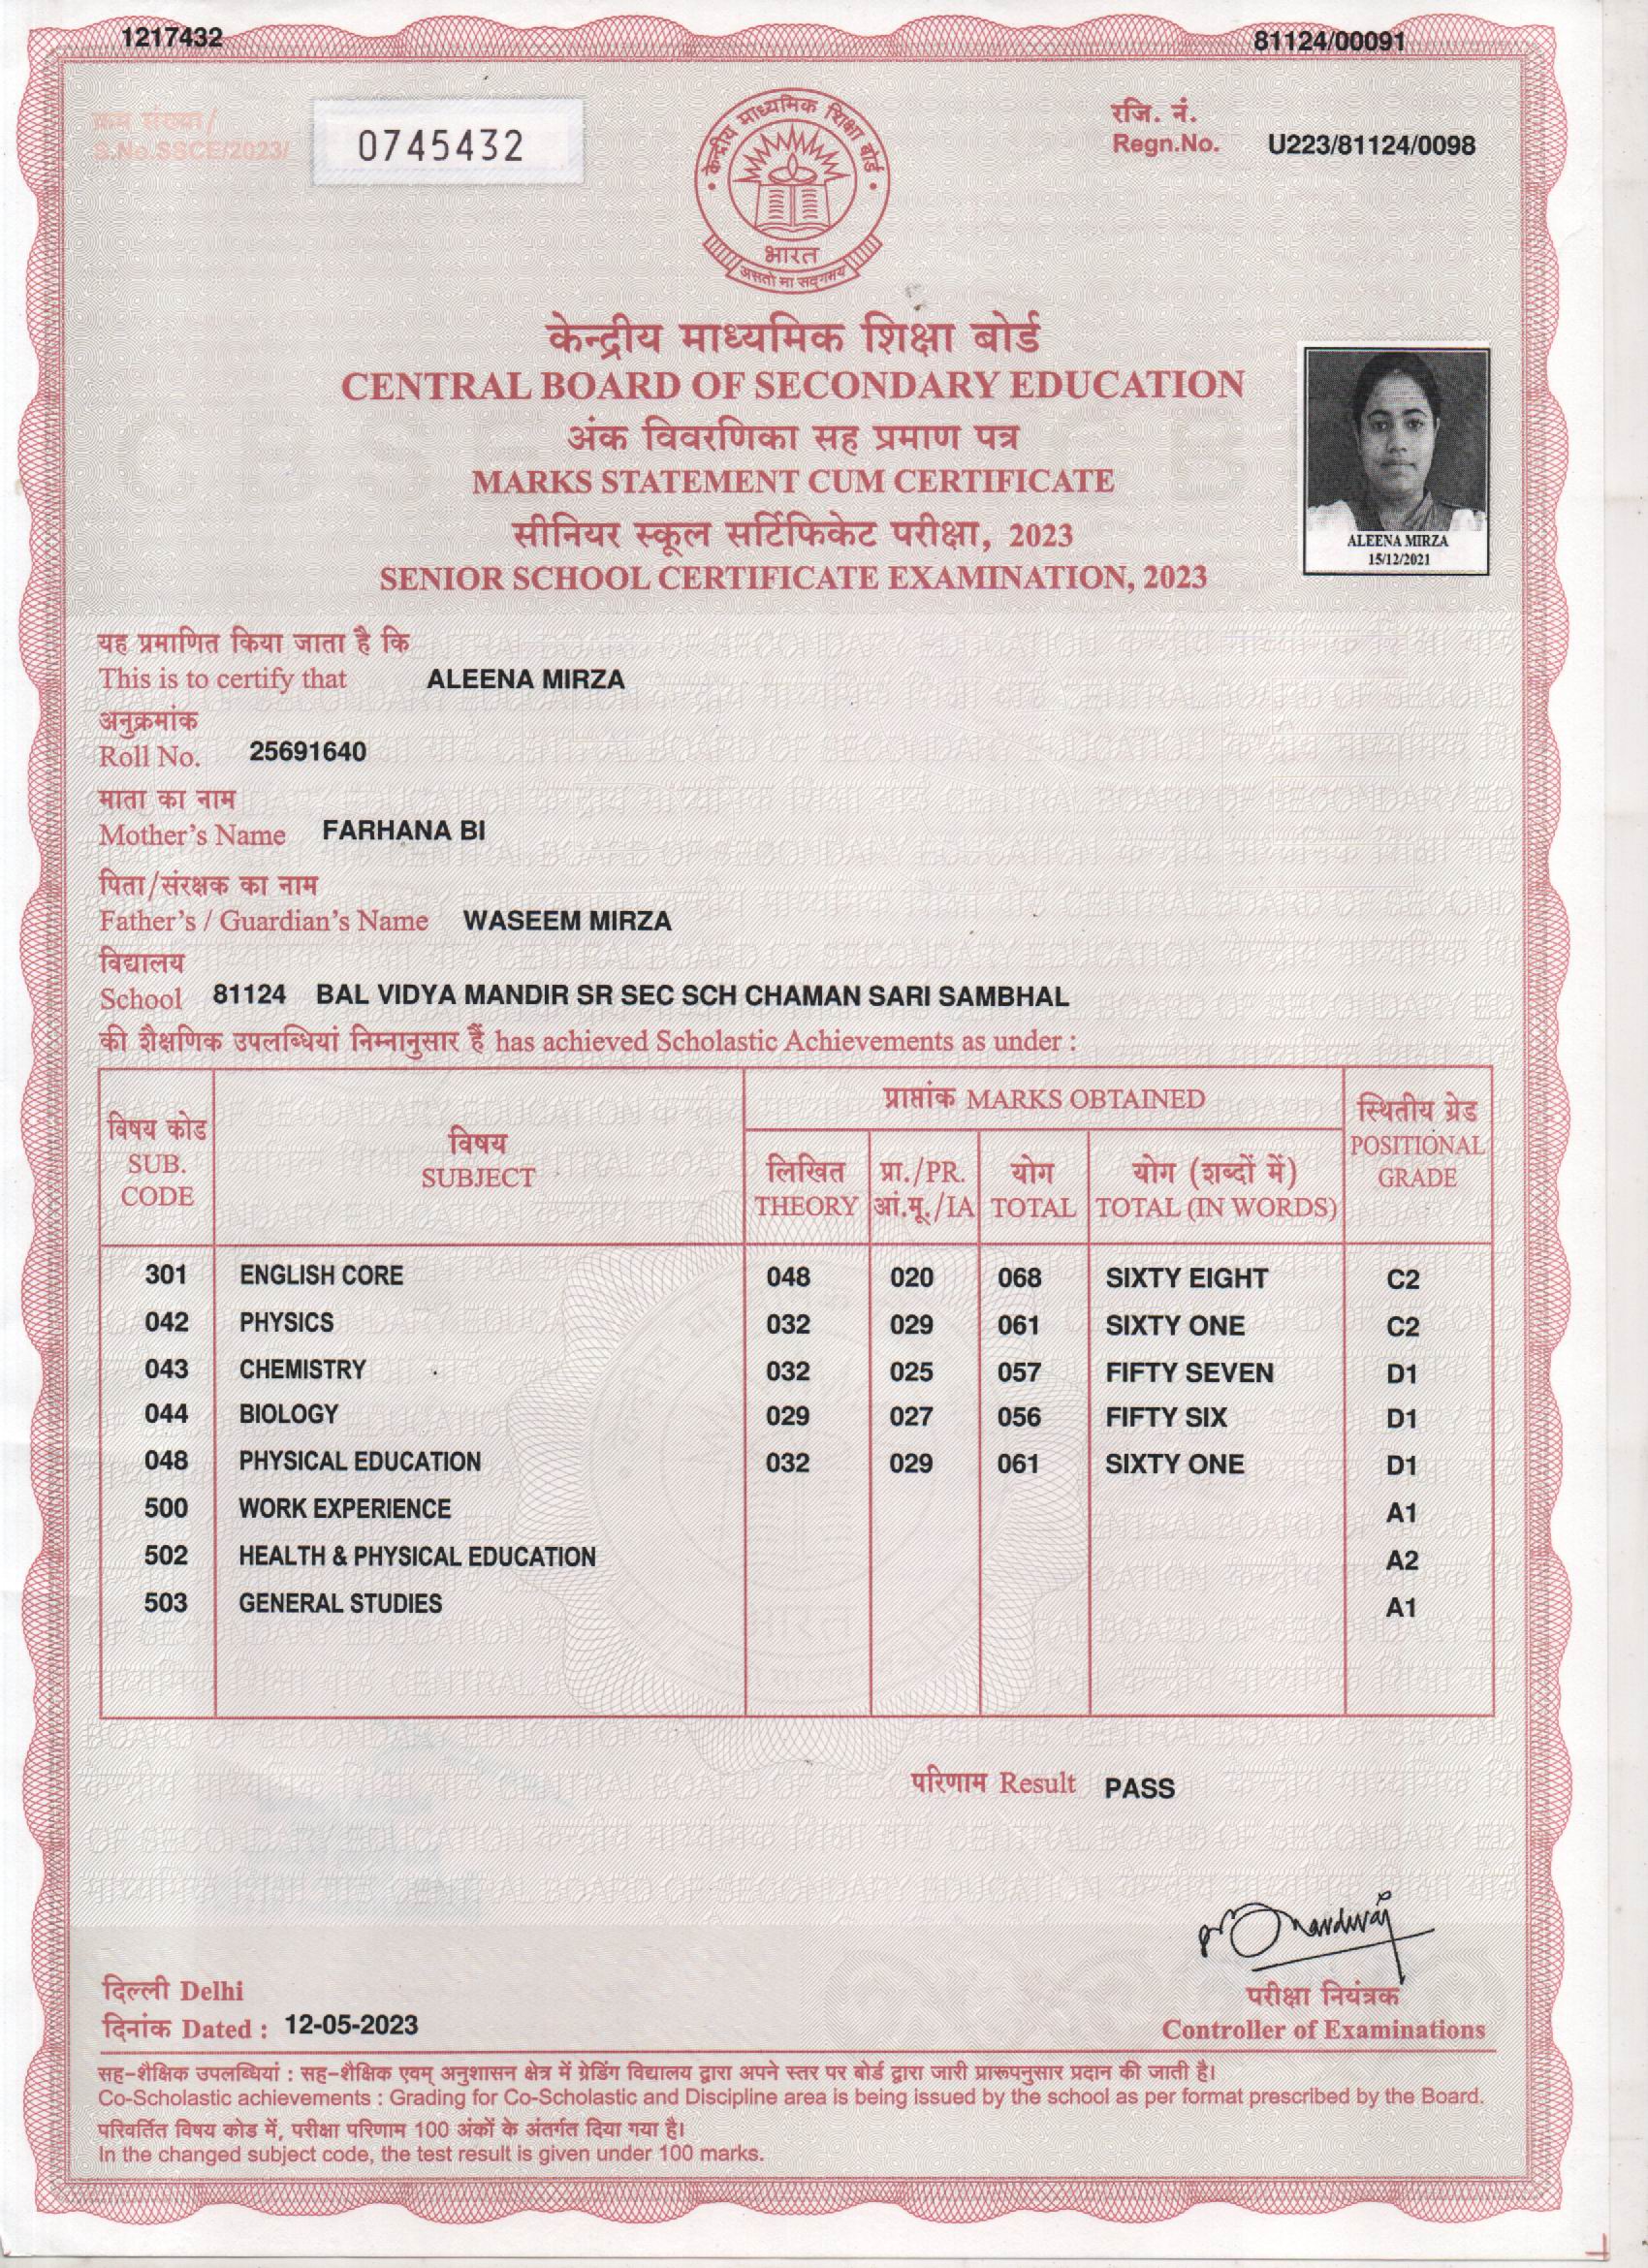 1217432
81124/00091
क्रम संख्या/
S.No.SSCE/2023/
0745432
रजि. नं.
Regn.No. U223/81124/0098
केन्द्रीय माध्यमिक शिक्षा बोर्ड
भारत
असतो मा सद्गमय
केन्द्रीय माध्यमिक शिक्षा बोर्ड
CENTRAL BOARD OF SECONDARY EDUCATION
अंक विवरणिका सह प्रमाण पत्र
MARKS STATEMENT CUM CERTIFICATE
सीनियर स्कूल सर्टिफिकेट परीक्षा, 2023
SENIOR SCHOOL CERTIFICATE EXAMINATION, 2023
ALEENA MIRZA
15/12/2021
यह प्रमाणित किया जाता है कि
This is to certify that ALEENA MIRZA
अनुक्रमांक
Roll No. 25691640
माता का नाम
Mother's Name FARHANA BI
पिता/संरक्षक का नाम
Father's / Guardian's Name WASEEM MIRZA
विद्यालय
School 81124 BAL VIDYA MANDIR SR SEC SCH CHAMAN SARI SAMBHAL
की शैक्षणिक उपलब्धियां निम्नानुसार हैं has achieved Scholastic Achievements as under :
विषय कोड
SUB.
CODE
विषय
SUBJECT
प्राप्तांक MARKS OBTAINED
लिखित
THEORY
प्रा./PR.
आं.मू./IA
योग
TOTAL
योग (शब्दों में)
TOTAL (IN WORDS)
स्थितीय ग्रेड
POSITIONAL
GRADE
301 ENGLISH CORE 048 020 068 SIXTY EIGHT C2
042 PHYSICS 032 029 061 SIXTY ONE C2
043 CHEMISTRY 032 025 057 FIFTY SEVEN D1
044 BIOLOGY 029 027 056 FIFTY SIX D1
048 PHYSICAL EDUCATION 032 029 061 SIXTY ONE D1
500 WORK EXPERIENCE A1
502 HEALTH & PHYSICAL EDUCATION A2
503 GENERAL STUDIES A1
परिणाम Result PASS
दिल्ली Delhi
दिनांक Dated : 12-05-2023
परीक्षा नियंत्रक
Controller of Examinations
सह-शैक्षिक उपलब्धियां : सह-शैक्षिक एवम् अनुशासन क्षेत्र में ग्रेडिंग विद्यालय द्वारा अपने स्तर पर बोर्ड द्वारा जारी प्रारूपनुसार प्रदान की जाती है।
Co-Scholastic achievements : Grading for Co-Scholastic and Discipline area is being issued by the school as per format prescribed by the Board.
परिवर्तित विषय कोड में, परीक्षा परिणाम 100 अंकों के अंतर्गत दिया गया है।
In the changed subject code, the test result is given under 100 marks.